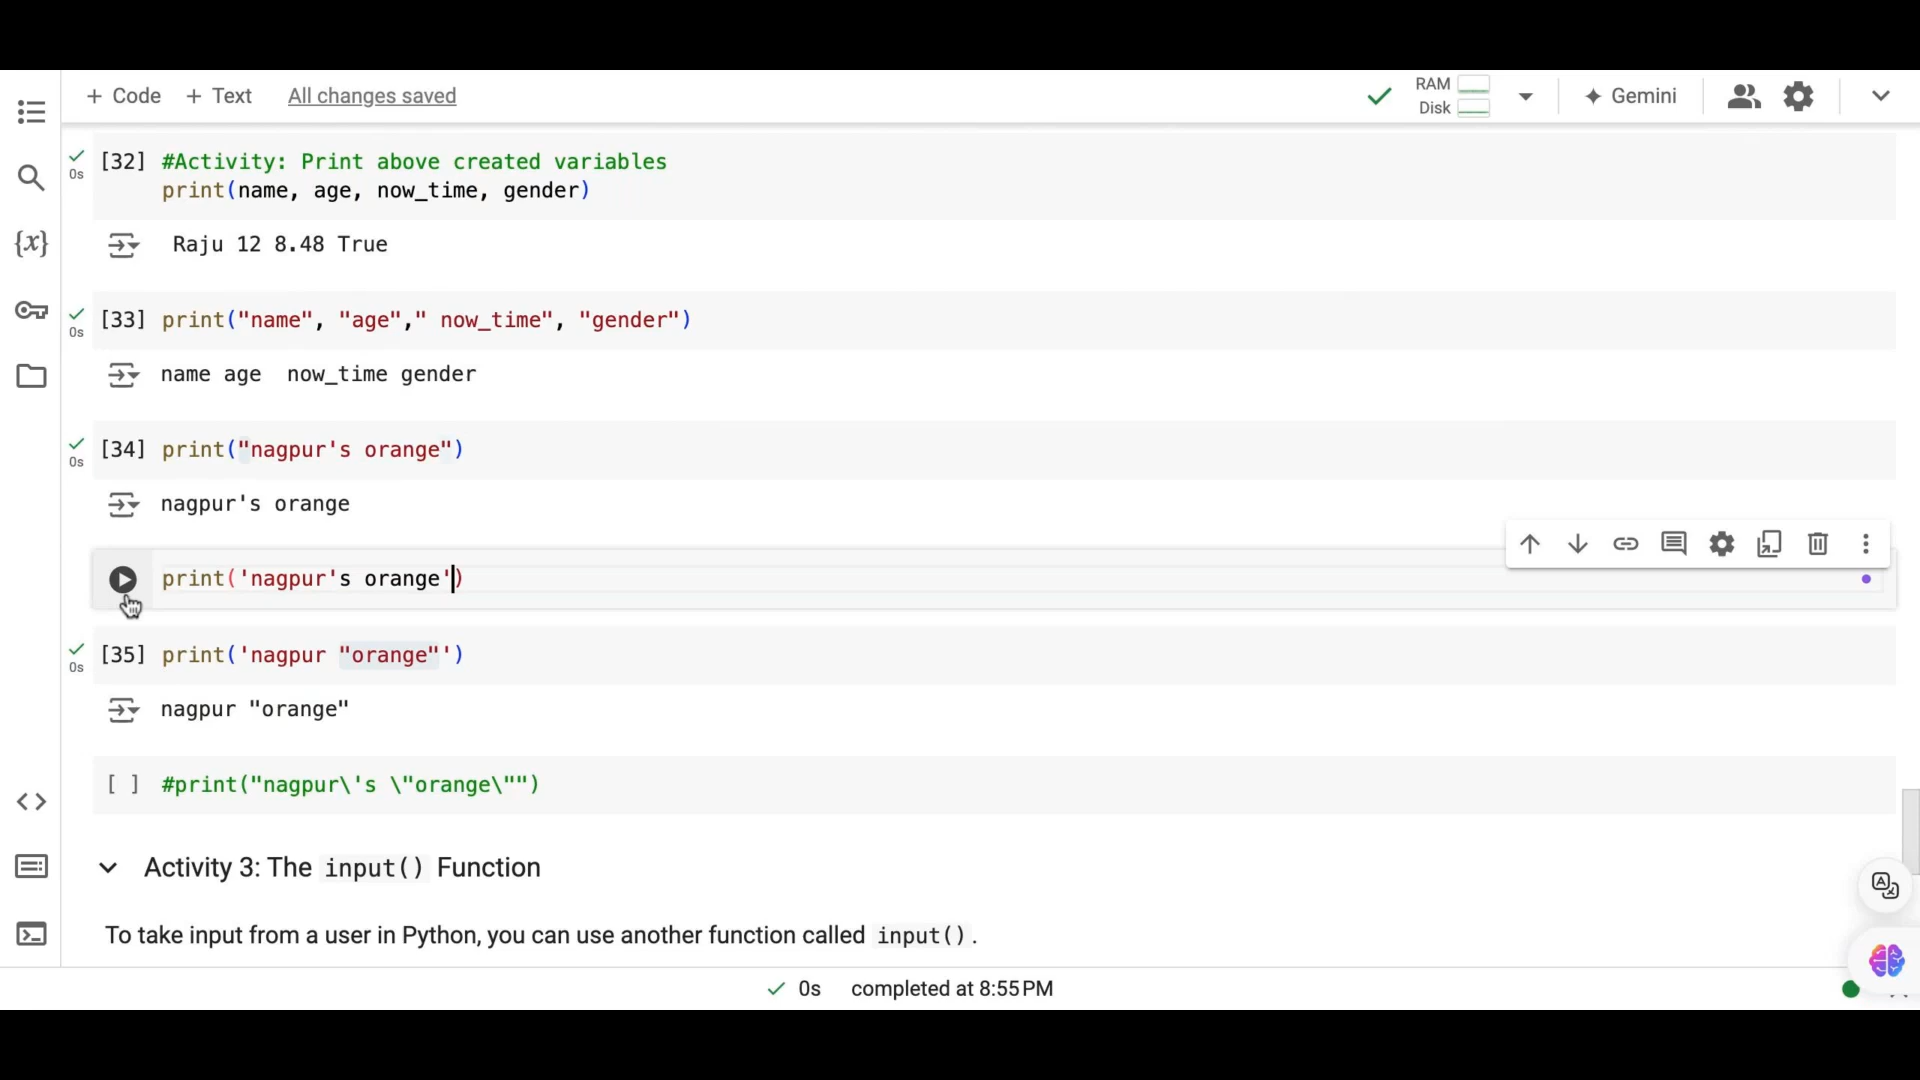 + Code + Text All changes saved
RAM
Disk
Gemini
{x}
0s [32] #Activity: Print above created variables
print(name, age, now_time, gender)
Raju 12 8.48 True
0s [33] print("name", "age"," now_time", "gender")
name age  now_time gender
0s [34] print("nagpur's orange")
nagpur's orange
print('nagpur's orange')
0s [35] print('nagpur "orange"')
nagpur "orange"
[ ] #print("nagpur\'s \"orange\"")
Activity 3: The input() Function
To take input from a user in Python, you can use another function called input().
0s completed at 8:55 PM